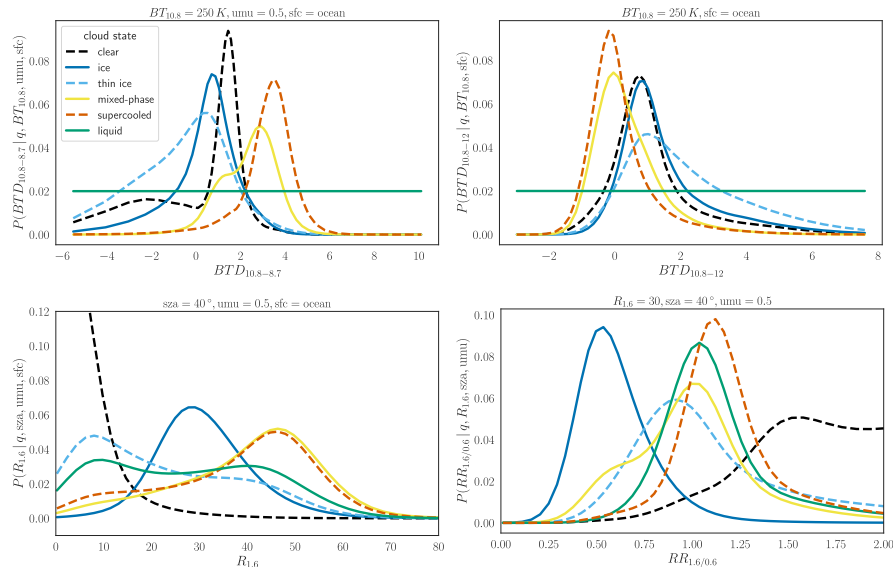 BT10.8 = 250 K, umu = 0.5, sfc = ocean
P(BTD10.8−8.7 | q, BT10.8, umu, sfc)
0.08
0.06
0.04
0.02
0.00
cloud state
clear
ice
thin ice
mixed-phase
supercooled
liquid
−6 −4 −2 0 2 4 6 8 10
BTD10.8−8.7
BT10.8 = 250 K, sfc = ocean
P(BTD10.8−12 | q, BT10.8, sfc)
0.08
0.06
0.04
0.02
0.00
−2 0 2 4 6 8
BTD10.8−12
sza = 40°, umu = 0.5, sfc = ocean
P(R1.6 | q, sza, umu, sfc)
0.12
0.10
0.08
0.06
0.04
0.02
0.00
0 10 20 30 40 50 60 70 80
R1.6
R1.6 = 30, sza = 40°, umu = 0.5
P(RR1.6/0.6 | q, R1.6, sza, umu)
0.10
0.08
0.06
0.04
0.02
0.00
0.00 0.25 0.50 0.75 1.00 1.25 1.50 1.75 2.00
RR1.6/0.6